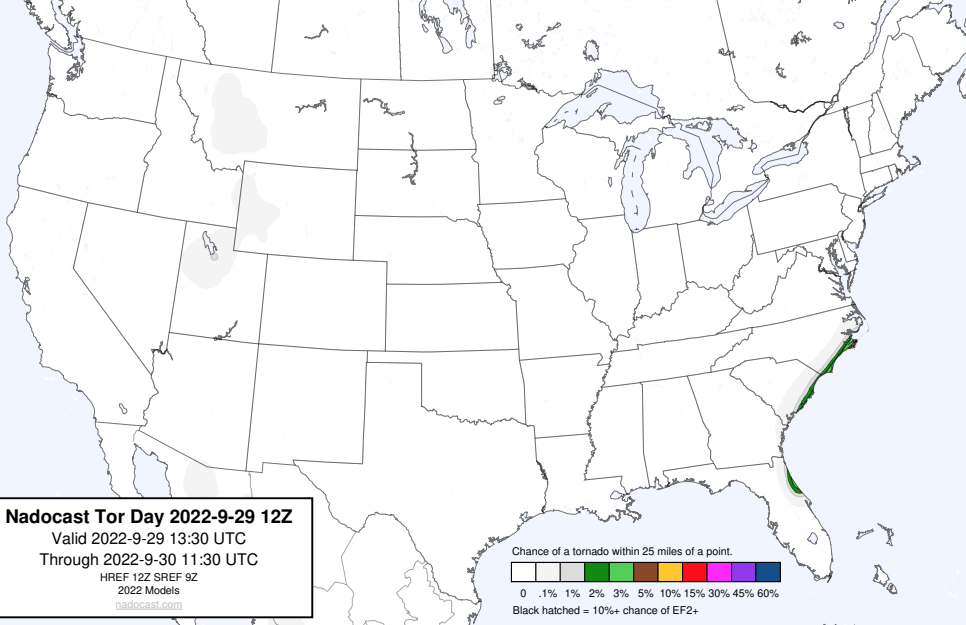 Nadocast Tor Day 2022-9-29 12Z
Valid 2022-9-29 13:30 UTC
Through 2022-9-30 11:30 UTC
HREF 12Z SREF 9Z
2022 Models
nadocast.com
Chance of a tornado within 25 miles of a point.
0 .1% 1% 2% 3% 5% 10% 15% 30% 45% 60%
Black hatched = 10%+ chance of EF2+